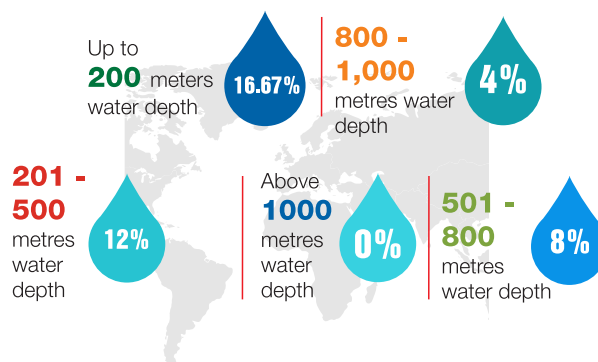 Up to
200 meters
water depth
16.67%
800 -
1,000
metres water
depth
4%
201 -
500
metres
water
depth
12%
Above
1000
metres
water
depth
0%
501 -
800
metres
water depth
8%